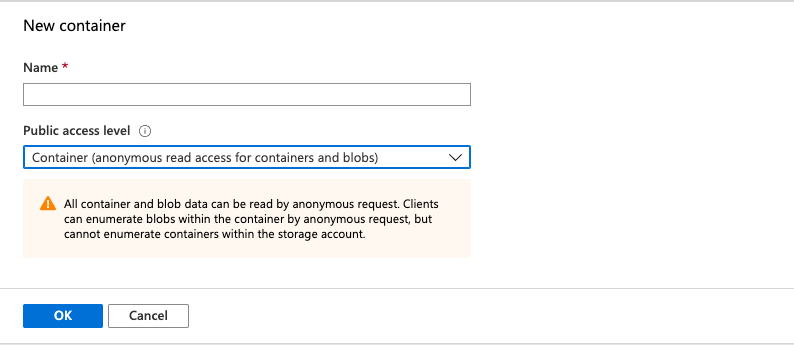 New container
Name *
Public access level
Container (anonymous read access for containers and blobs)
All container and blob data can be read by anonymous request. Clients
can enumerate blobs within the container by anonymous request, but
cannot enumerate containers within the storage account.
OK
Cancel